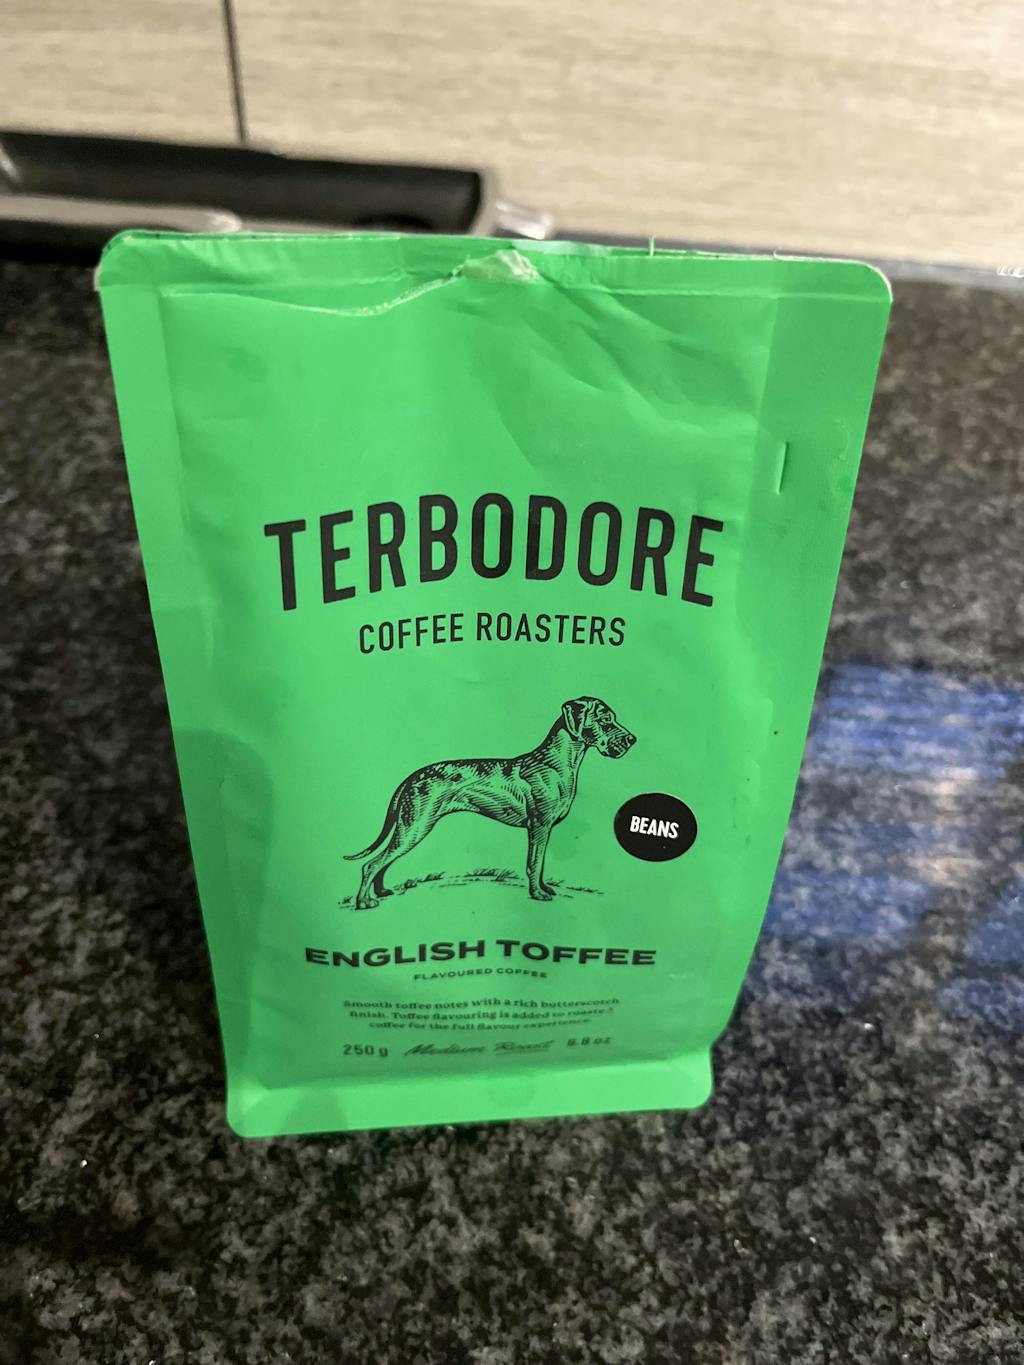 TERBODORE
COFFEE ROASTERS
BEANS
ENGLISH TOFFEE
FLAVOURED COFFEE
Smooth toffee notes with a rich butterscotch
finish. Toffee flavouring is added to roasted
coffee for the full flavour experience.
250 g Medium Roast 8.8 oz